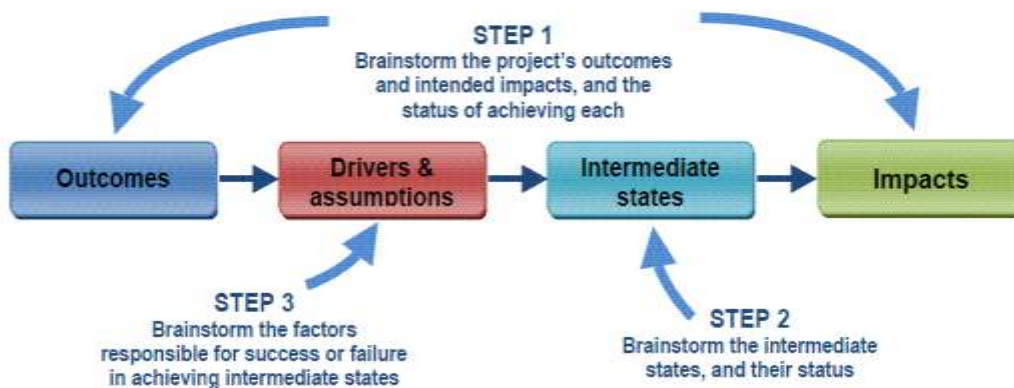 STEP 1
Brainstorm the project's outcomes
and intended impacts, and the
status of achieving each
Outcomes
Drivers &
assumptions
Intermediate
states
Impacts
STEP 3
Brainstorm the factors
responsible for success or failure
in achieving intermediate states
STEP 2
Brainstorm the intermediate
states, and their status